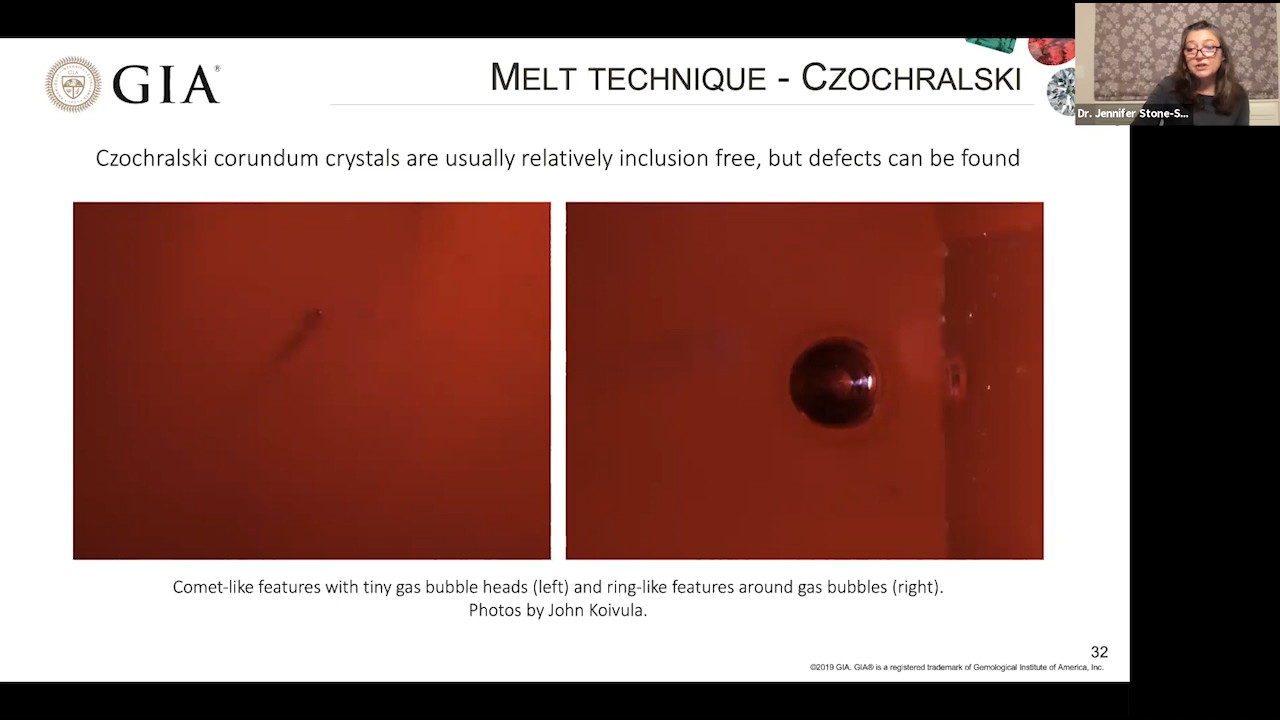 GIA®
MELT TECHNIQUE - CZOCHRALSKI
Dr. Jennifer Stone-S...
Czochralski corundum crystals are usually relatively inclusion free, but defects can be found
Comet-like features with tiny gas bubble heads (left) and ring-like features around gas bubbles (right).
Photos by John Koivula.
32
©2019 GIA. GIA® is a registered trademark of Gemological Institute of America, Inc.